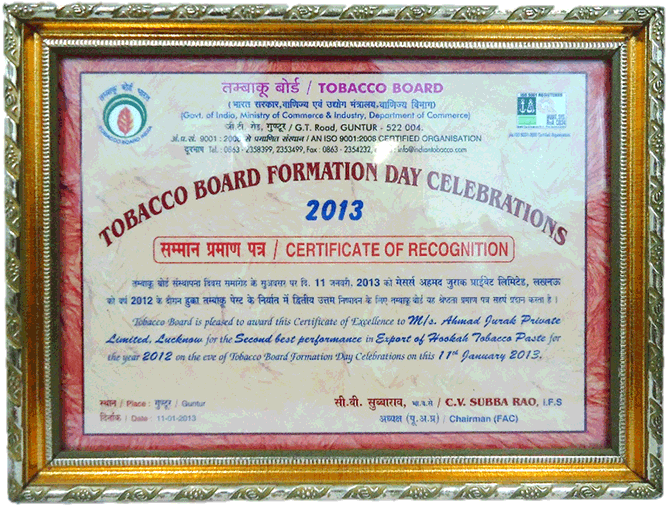 तम्बाकू बोर्ड / TOBACCO BOARD
(भारत सरकार, वाणिज्य एवं उद्योग मंत्रालय, वाणिज्य विभाग)
(Govt. of India, Ministry of Commerce & Industry, Department of Commerce)
जी.टी. रोड, गुण्टूर / G.T. Road, GUNTUR - 522 004.
अं.प.सं. 9001 : 2008 से प्रमाणित संस्थान / AN ISO 9001:2008 CERTIFIED ORGANISATION
दूरभाष Tel.: 0863 - 2358399, 2353499, Fax : 0863 - 2354232, info@indiantobacco.com
TOBACCO BOARD FORMATION DAY CELEBRATIONS
2013
सम्मान प्रमाण पत्र / CERTIFICATE OF RECOGNITION
तम्बाकू बोर्ड संस्थापना दिवस समारोह के सुअवसर पर दि. 11 जनवरी, 2013 को मेसर्स अहमद जुराक प्राईवेट लिमिटेड, लखनऊ
को वर्ष 2012 के दौरान हुक्का तम्बाकू पेस्ट के निर्यात में द्वितीय उत्तम निष्पादन के लिए तम्बाकू बोर्ड यह श्रेष्ठता प्रमाण पत्र सहर्ष प्रदान करता है ।
Tobacco Board is pleased to award this Certificate of Excellence to M/s. Ahmad Jurak Private
Limited, Lucknow for the Second best performance in Export of Hookah Tobacco Paste for
the year 2012 on the eve of Tobacco Board Formation Day Celebrations on this 11th January 2013.
स्थान / Place : गुण्टूर / Guntur
दिनांक / Date : 11-01-2013
सी.वी. सुब्बाराव, भा.व.से / C.V. SUBBA RAO, I.F.S
अध्यक्ष (पू.अ.प्र) / Chairman (FAC)